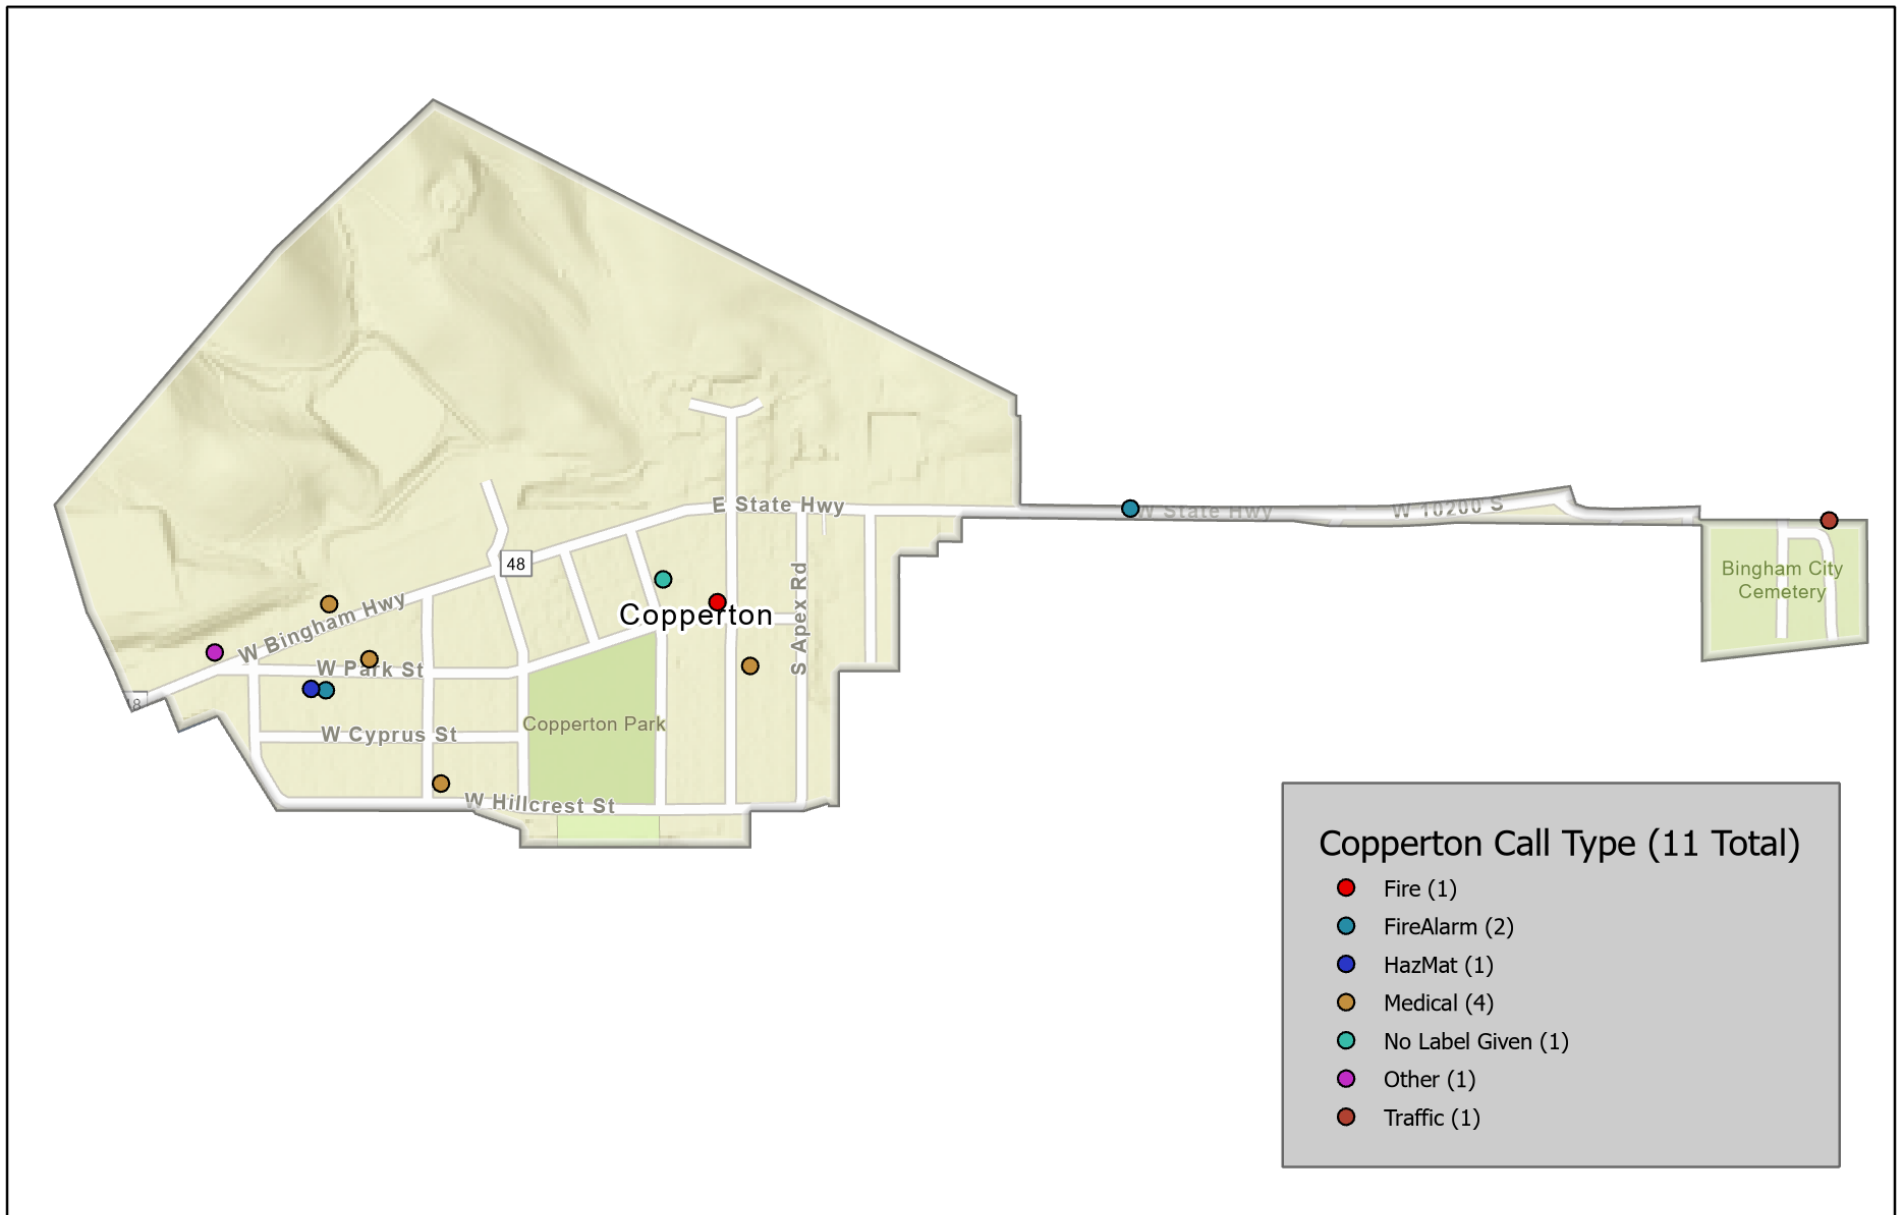 E State Hwy
W State Hwy
W 10200 S
48
Bingham City
Cemetery
S Apex Rd
Copperton
W Bingham Hwy
W Park St
8
Copperton Park
W Cyprus St
W Hillcrest St
Copperton Call Type (11 Total)
Fire (1)
FireAlarm (2)
HazMat (1)
Medical (4)
No Label Given (1)
Other (1)
Traffic (1)